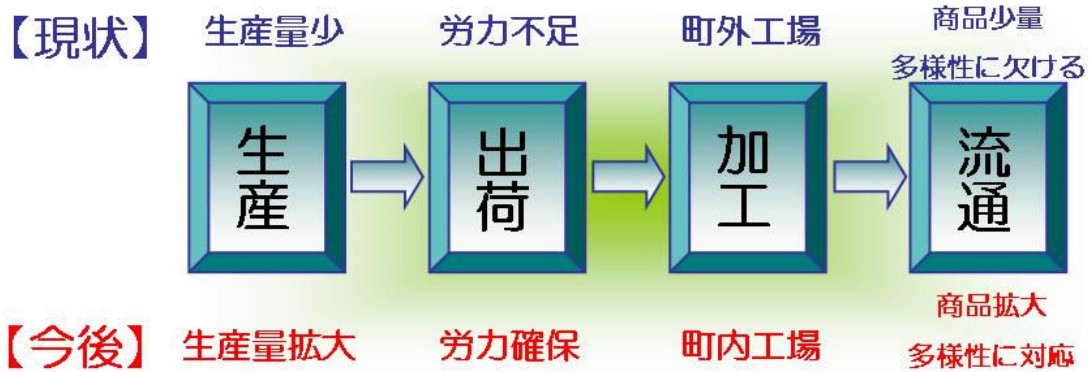 【現状】 生産量少 労力不足 町外工場 商品少量
多様性に欠ける
生産 出荷 加工 流通
【今後】 生産量拡大 労力確保 町内工場 商品拡大
多様性に対応